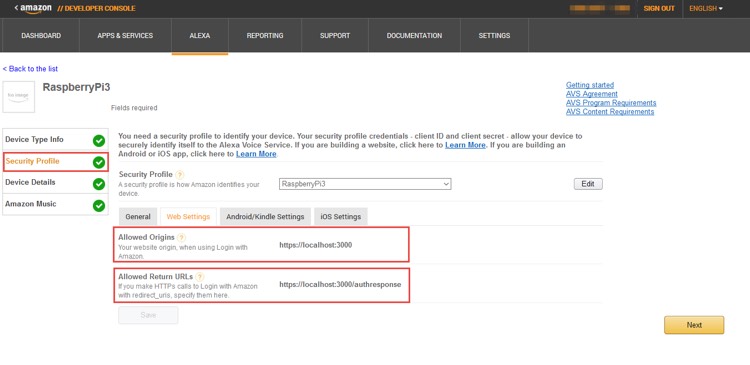 < amazon // DEVELOPER CONSOLE
SIGN OUT
ENGLISH
DASHBOARD
APPS & SERVICES
ALEXA
REPORTING
SUPPORT
DOCUMENTATION
SETTINGS
< Back to the list
RaspberryPi3
Fields required
Getting started
AVS Agreement
AVS Program Requirements
AVS Content Requirements
Device Type Info
Security Profile
Device Details
Amazon Music
You need a security profile to identify your device. Your security profile credentials - client ID and client secret - allow your device to
securely identify itself to the Alexa Voice Service. If you are building a website, click here to Learn More. If you are building an
Android or iOS app, click here to Learn More.
Security Profile ?
A security profile is how Amazon identifies your
device.
RaspberryPi3
Edit
General
Web Settings
Android/Kindle Settings
iOS Settings
Allowed Origins ?
Your website origin, when using Login with
Amazon.
https://localhost:3000
Allowed Return URLs ?
If you make HTTPs calls to Login with Amazon
with redirect_uris, specify them here.
https://localhost:3000/authresponse
Save
Next